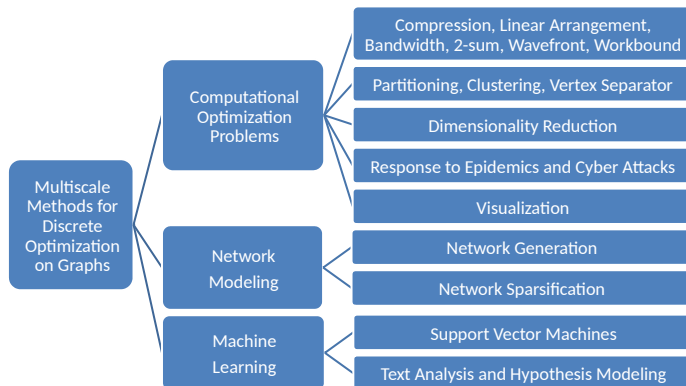 Multiscale
Methods for
Discrete
Optimization
on Graphs
Computational
Optimization
Problems
Compression, Linear Arrangement,
Bandwidth, 2-sum, Wavefront, Workbound
Partitioning, Clustering, Vertex Separator
Dimensionality Reduction
Response to Epidemics and Cyber Attacks
Visualization
Network
Modeling
Network Generation
Network Sparsification
Machine
Learning
Support Vector Machines
Text Analysis and Hypothesis Modeling